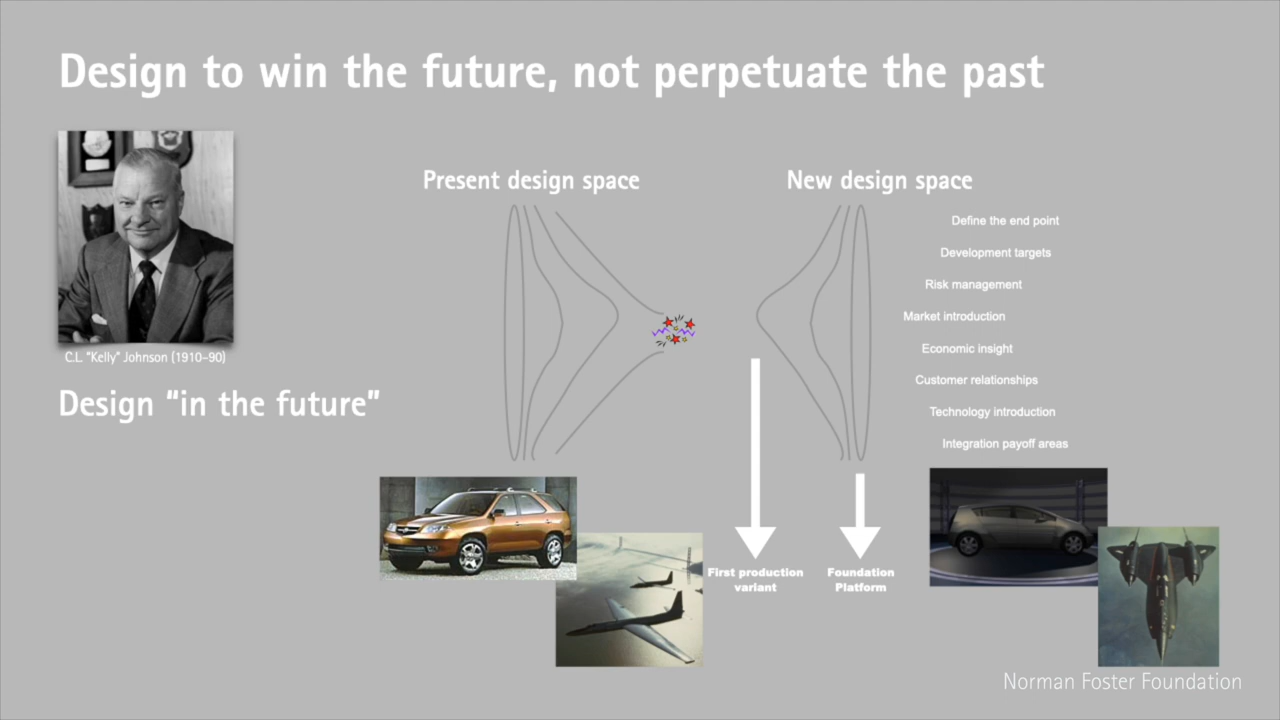 Design to win the future, not perpetuate the past
C.L. "Kelly" Johnson (1910–90)
Design "in the future"
Present design space
New design space
Define the end point
Development targets
Risk management
Market introduction
Economic insight
Customer relationships
Technology introduction
Integration payoff areas
First production
variant
Foundation
Platform
Norman Foster Foundation